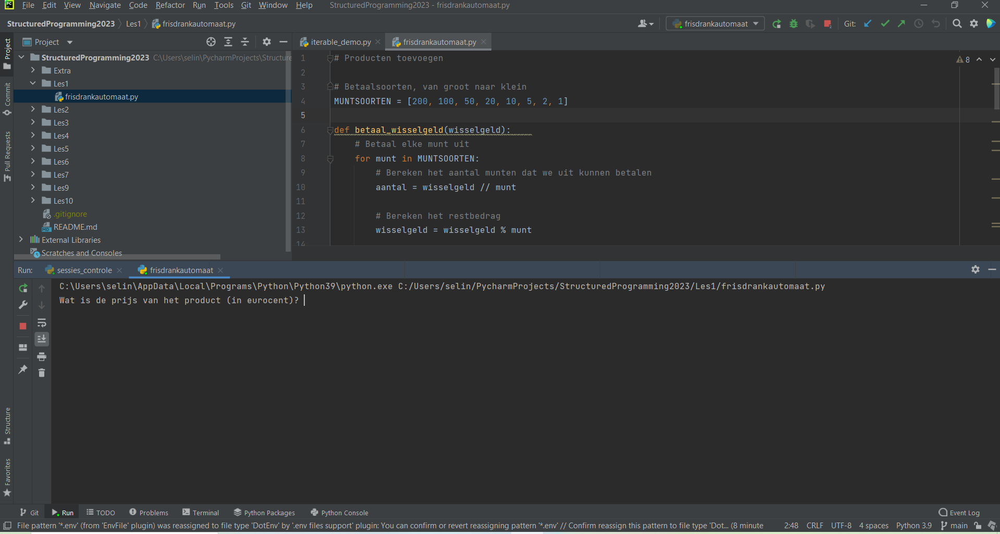 File Edit View Navigate Code Refactor Run Tools Git Window Help StructuredProgramming2023 - frisdrankautomaat.py
StructuredProgramming2023 Les1 frisdrankautomaat.py frisdrankautomaat Git:
Project
iterable_demo.py frisdrankautomaat.py
Project
Commit
Pull Requests
Structure
Favorites
StructuredProgramming2023 C:\Users\selin\PycharmProjects\Structure
Extra
Les1
frisdrankautomaat.py
Les2
Les3
Les4
Les5
Les6
Les7
Les9
Les10
.gitignore
README.md
External Libraries
Scratches and Consoles
1 # Producten toevoegen
2
3 # Betaalsoorten, van groot naar klein
4 MUNTSOORTEN = [200, 100, 50, 20, 10, 5, 2, 1]
5
6 def betaal_wisselgeld(wisselgeld):
7 # Betaal elke munt uit
8 for munt in MUNTSOORTEN:
9 # Bereken het aantal munten dat we uit kunnen betalen
10 aantal = wisselgeld // munt
11
12 # Bereken het restbedrag
13 wisselgeld = wisselgeld % munt
14
8
Run: sessies_controle frisdrankautomaat
C:\Users\selin\AppData\Local\Programs\Python\Python39\python.exe C:/Users/selin/PycharmProjects/StructuredProgramming2023/Les1/frisdrankautomaat.py
Wat is de prijs van het product (in eurocent)?
Git Run TODO Problems Terminal Python Packages Python Console Event Log
File pattern '*.env' (from 'EnvFile' plugin) was reassigned to file type 'DotEnv' by '.env files support' plugin: You can confirm or revert reassigning pattern '*.env' // Confirm reassign this pattern to file type 'Dot... (8 minute 2:48 CRLF UTF-8 4 spaces Python 3.9 main